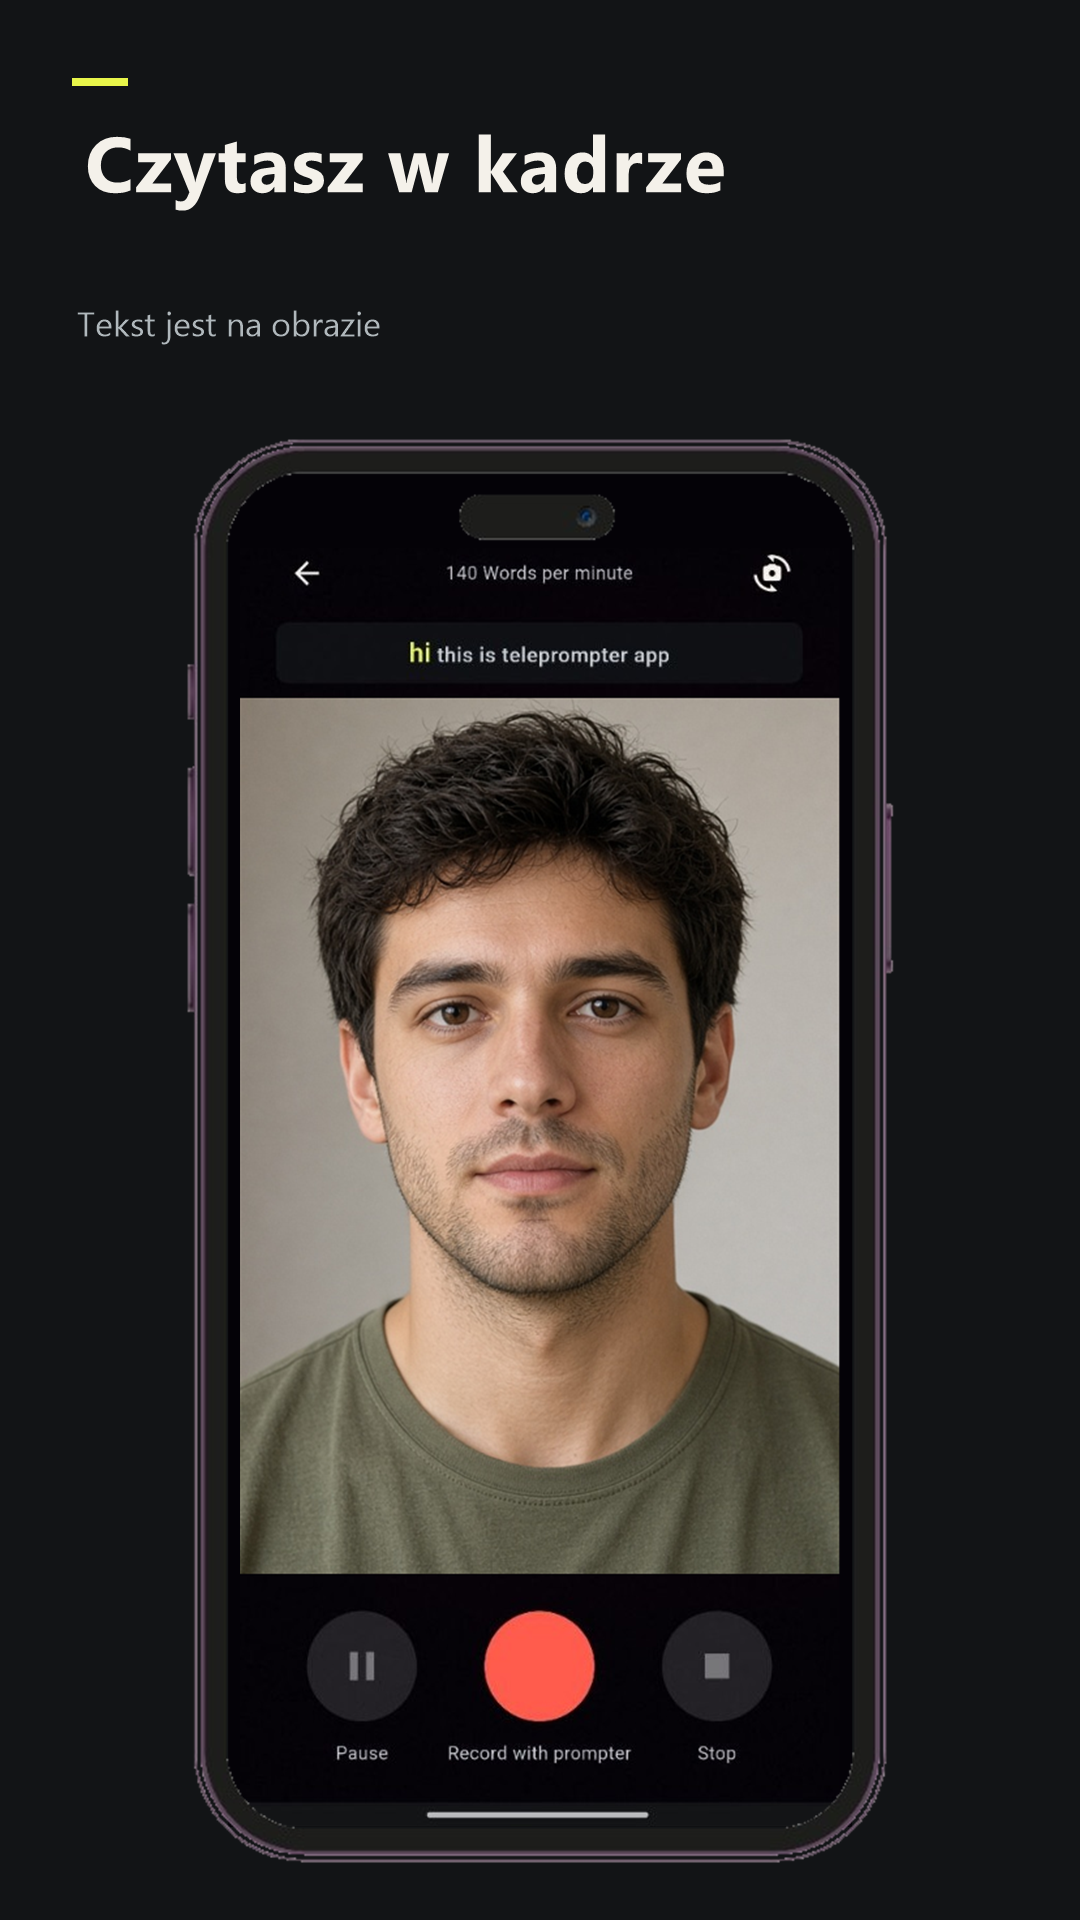 Czytasz w kadrze
Tekst jest na obrazie
140 Words per minute
hi this is teleprompter app
Pause
Record with prompter
Stop